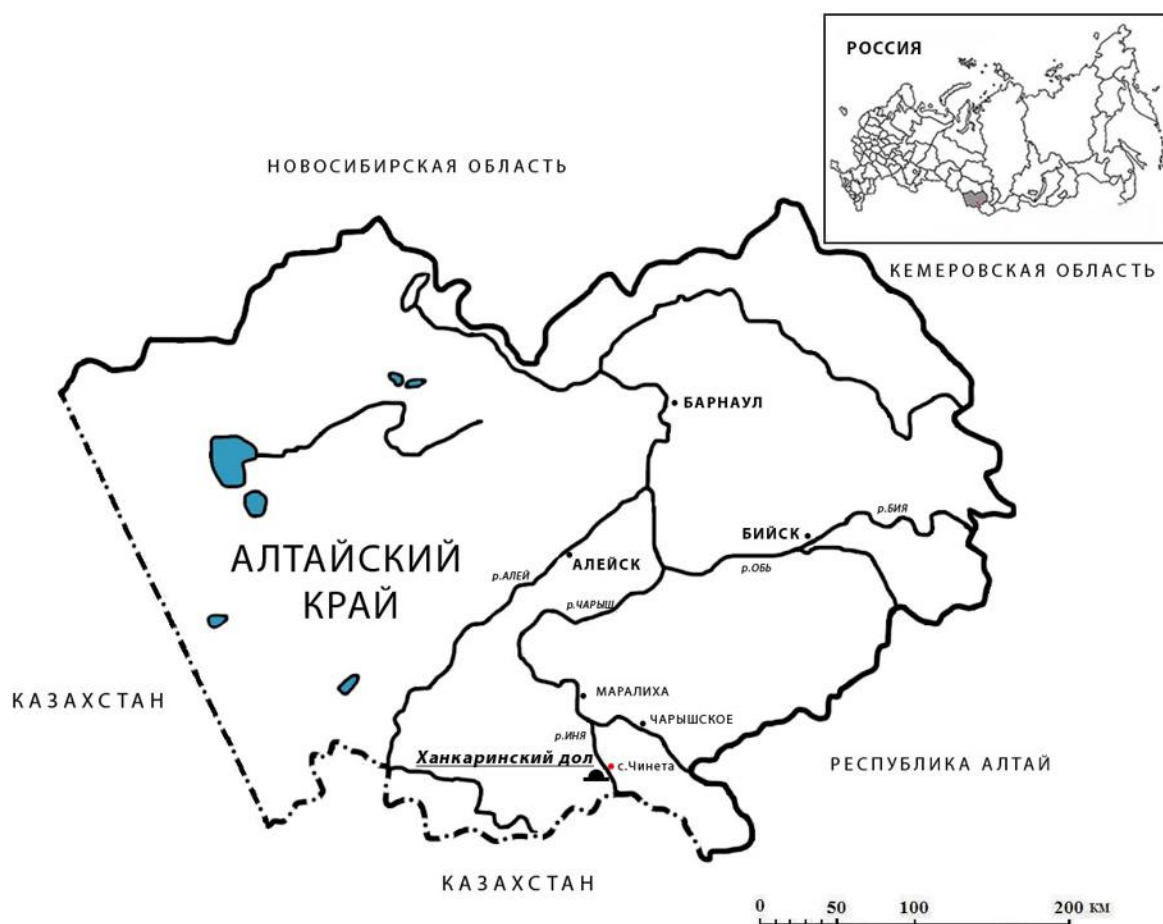 РОССИЯ
НОВОСИБИРСКАЯ ОБЛАСТЬ
КЕМЕРОВСКАЯ ОБЛАСТЬ
БАРНАУЛ
р.БИЯ
БИЙСК
АЛТАЙСКИЙ
КРАЙ
АЛЕЙСК
р.ОБЬ
р.АЛЕЙ
р.ЧАРЫШ
КАЗАХСТАН
МАРАЛИХА
ЧАРЫШСКОЕ
р.ИНЯ
Ханкаринский дол
с.Чинета
РЕСПУБЛИКА АЛТАЙ
КАЗАХСТАН
0 50 100 200 км